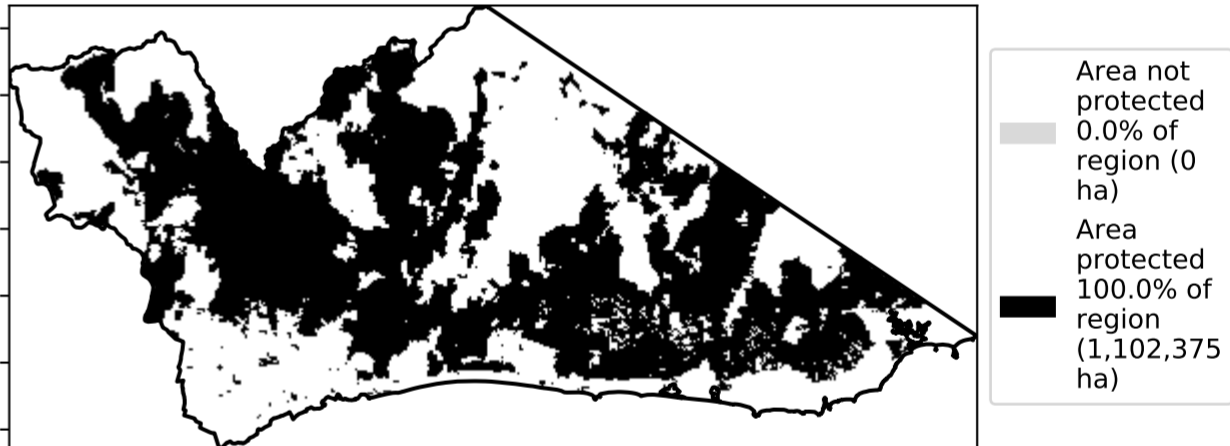 Area not
protected
0.0% of
region (0
ha)
Area
protected
100.0% of
region
(1,102,375
ha)